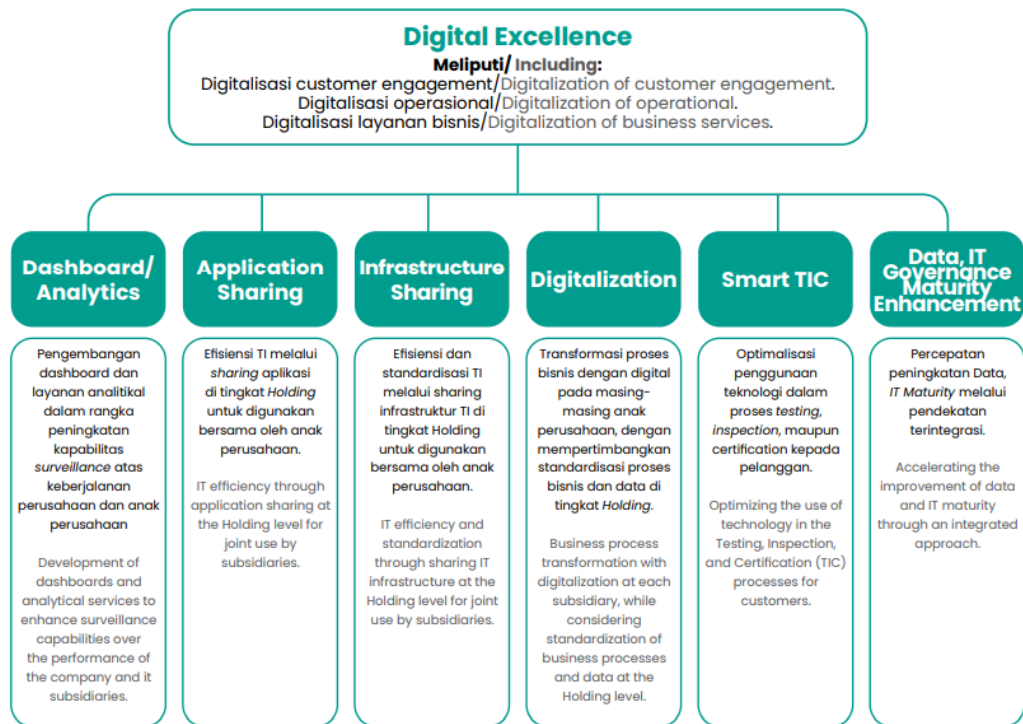 Digital Excellence
Meliputi/ Including:
Digitalisasi customer engagement/Digitalization of customer engagement.
Digitalisasi operasional/Digitalization of operational.
Digitalisasi layanan bisnis/Digitalization of business services.
Dashboard/
Analytics
Pengembangan
dashboard dan
layanan analitikal
dalam rangka
peningkatan
kapabilitas
surveillance atas
keberjalanan
perusahaan dan anak
perusahaan
Development of
dashboards and
analytical services to
enhance surveillance
capabilities over
the performance of
the company and it
subsidiaries.
Application
Sharing
Efisiensi TI melalui
sharing aplikasi
di tingkat Holding
untuk digunakan
bersama oleh anak
perusahaan.
IT efficiency through
application sharing at
the Holding level for
joint use by
subsidiaries.
Infrastructure
Sharing
Efisiensi dan
standardisasi TI
melalui sharing
infrastruktur TI di
tingkat Holding
untuk digunakan
bersama oleh anak
perusahaan.
IT efficiency and
standardization
through sharing IT
infrastructure at the
Holding level for joint
use by subsidiaries.
Digitalization
Transformasi proses
bisnis dengan digital
pada masing-
masing anak
perusahaan, dengan
mempertimbangkan
standardisasi proses
bisnis dan data di
tingkat Holding.
Business process
transformation with
digitalization at each
subsidiary, while
considering
standardization of
business processes
and data at the
Holding level.
Smart TIC
Optimalisasi
penggunaan
teknologi dalam
proses testing,
inspection, maupun
certification kepada
pelanggan.
Optimizing the use of
technology in the
Testing, Inspection,
and Certification (TIC)
processes for
customers.
Data, IT
Governance
Maturity
Enhancement
Percepatan
peningkatan Data,
IT Maturity melalui
pendekatan
terintegrasi.
Accelerating the
improvement of data
and IT maturity
through an integrated
approach.